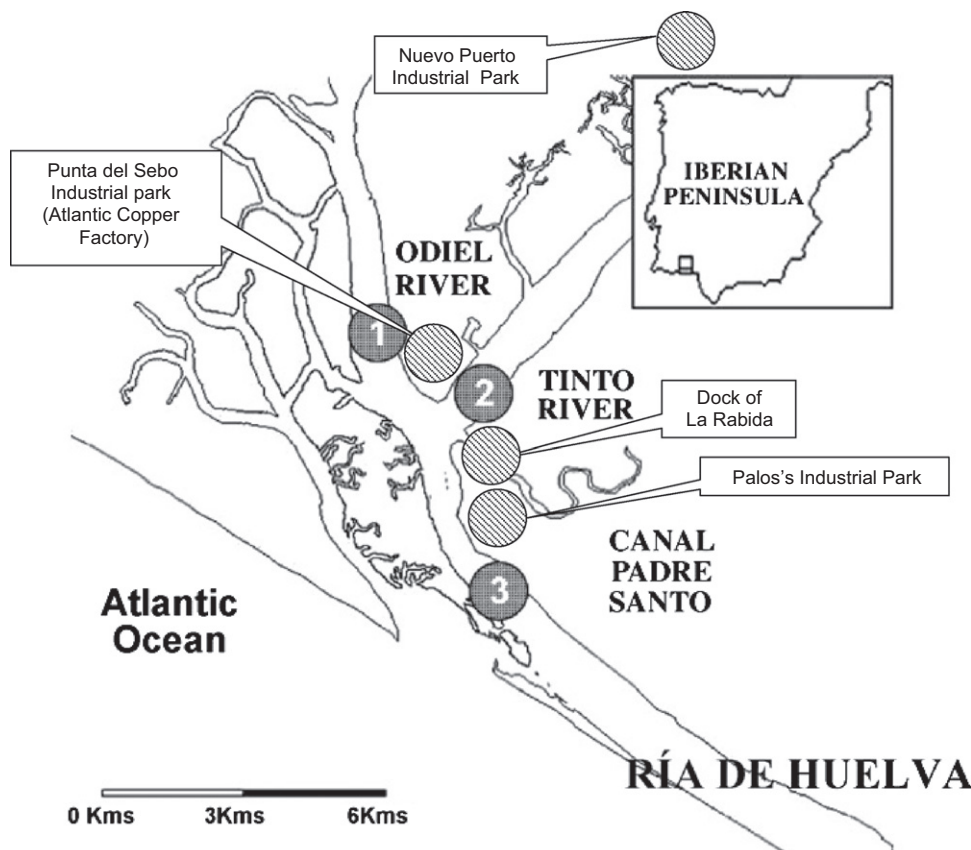 Nuevo Puerto
Industrial Park
Punta del Sebo
Industrial park
(Atlantic Copper
Factory)
IBERIAN
PENINSULA
ODIEL
RIVER
1
2
TINTO
RIVER
Dock of
La Rabida
Palos's Industrial Park
CANAL
PADRE
SANTO
3
Atlantic
Ocean
RÍA DE HUELVA
0 Kms
3Kms
6Kms